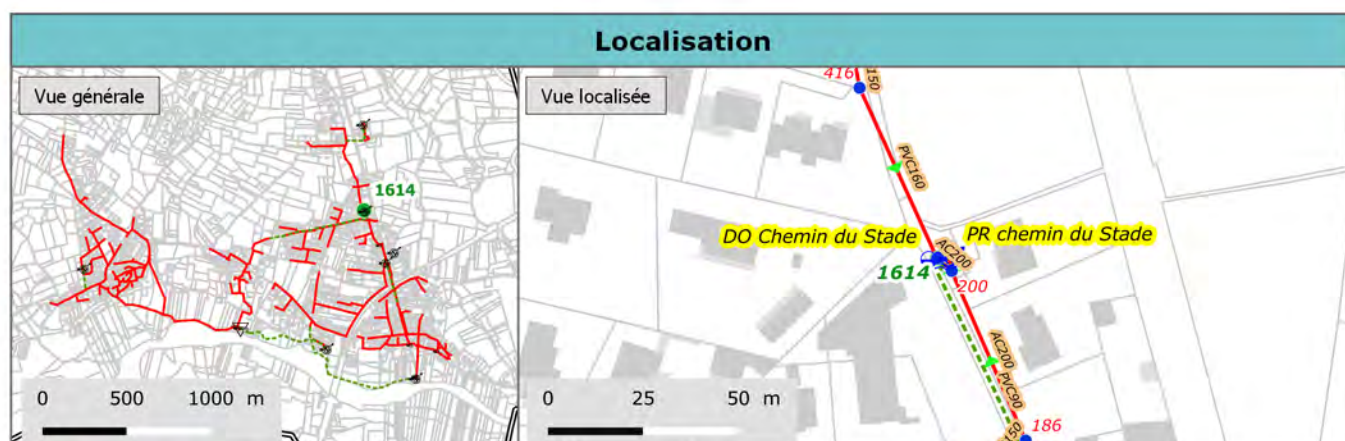 Localisation
Vue générale
1614
0 500 1000 m
Vue localisée
416
150
PVC160
DO Chemin du Stade
PR chemin du Stade
AC200
1614
200
AC200
PVC90
186
150
0 25 50 m